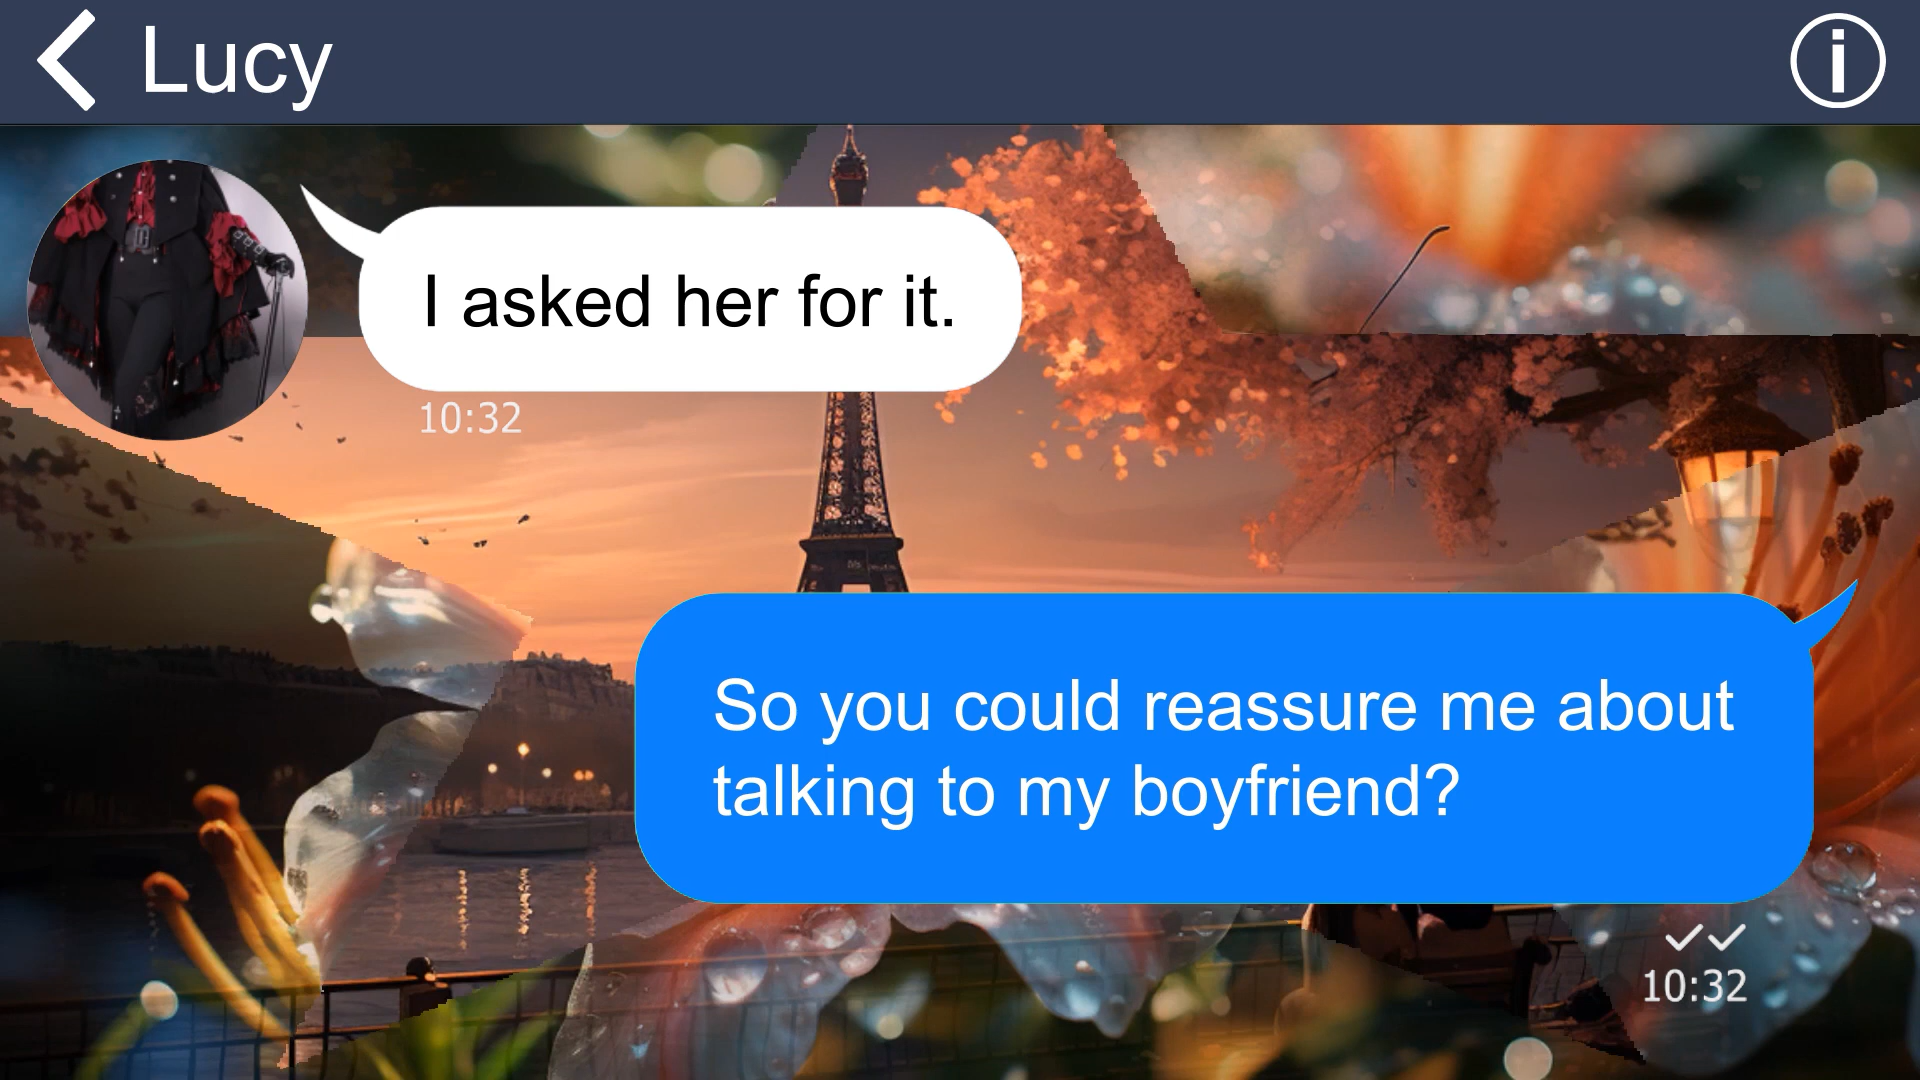 Lucy
I asked her for it.
10:32
So you could reassure me about
talking to my boyfriend?
10:32